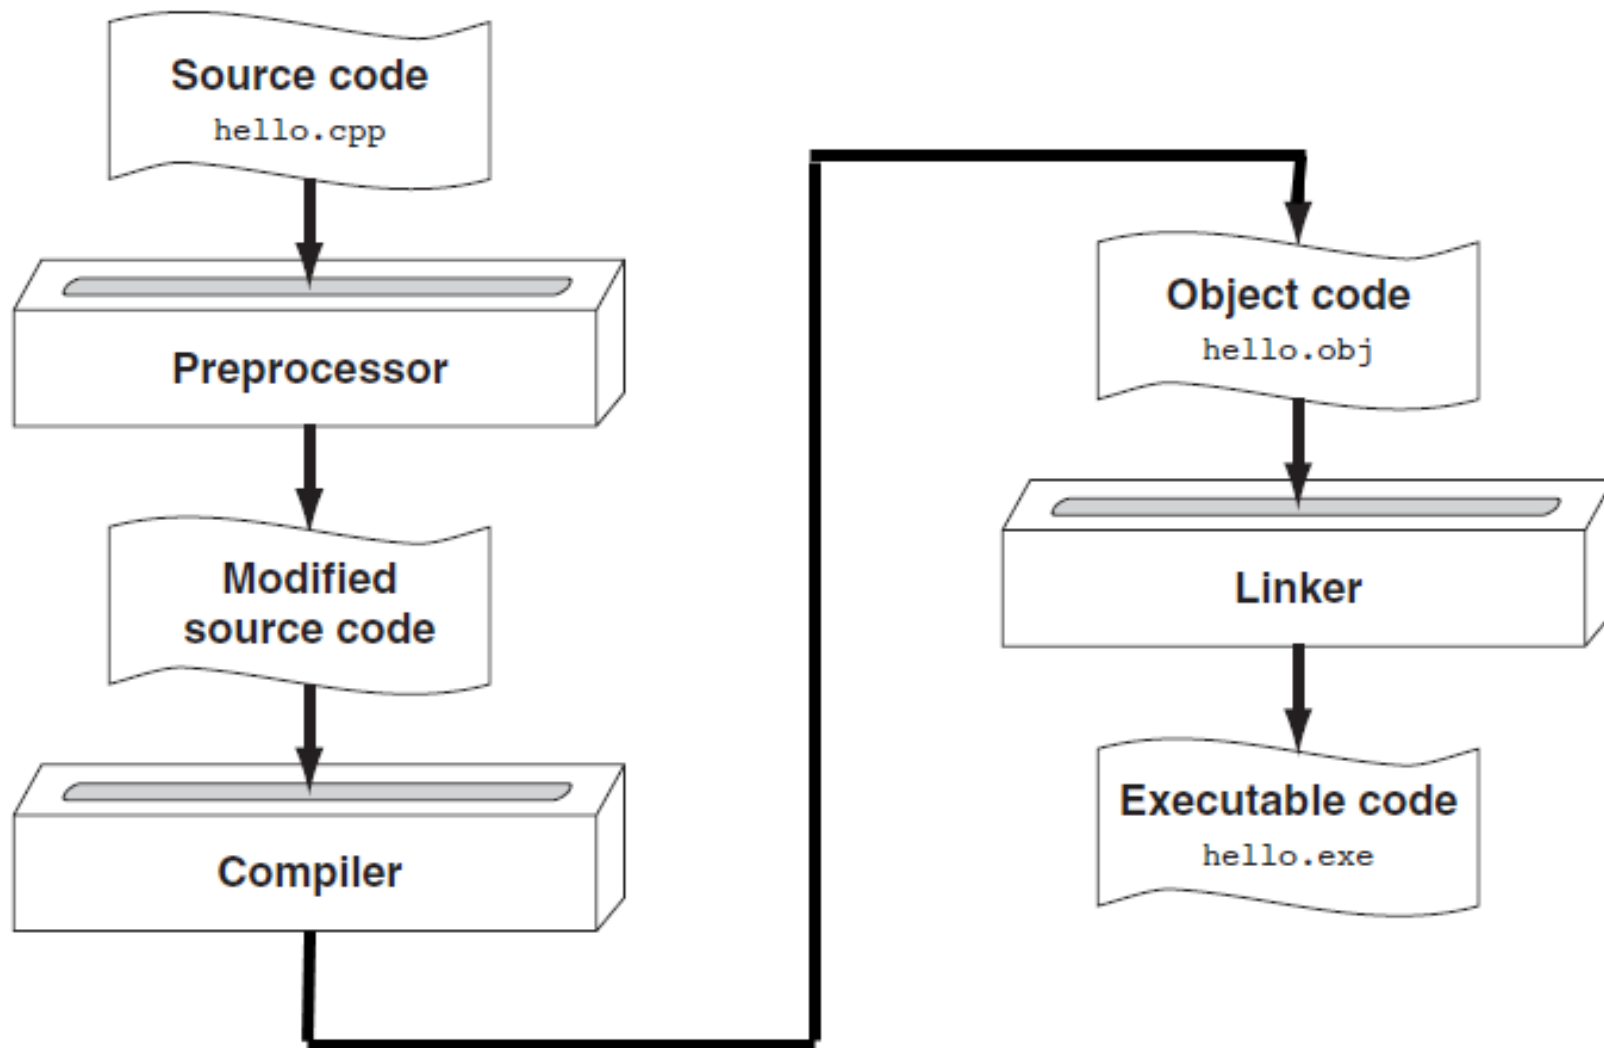 Source code
hello.cpp
Preprocessor
Modified
source code
Compiler
Object code
hello.obj
Linker
Executable code
hello.exe